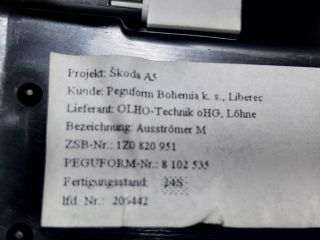 Projekt: Škoda A5
Kunde: Peguform Bohemia k. s., Liberec
Lieferant: OLHO-Technik oHG, Löhne
Bezeichnung: Ausströmer M
ZSB-Nr.: 1Z0 820 951
PEGUFORM-Nr.: 8 102 535
Fertigungsstand: 24S
lfd. Nr.: 206442